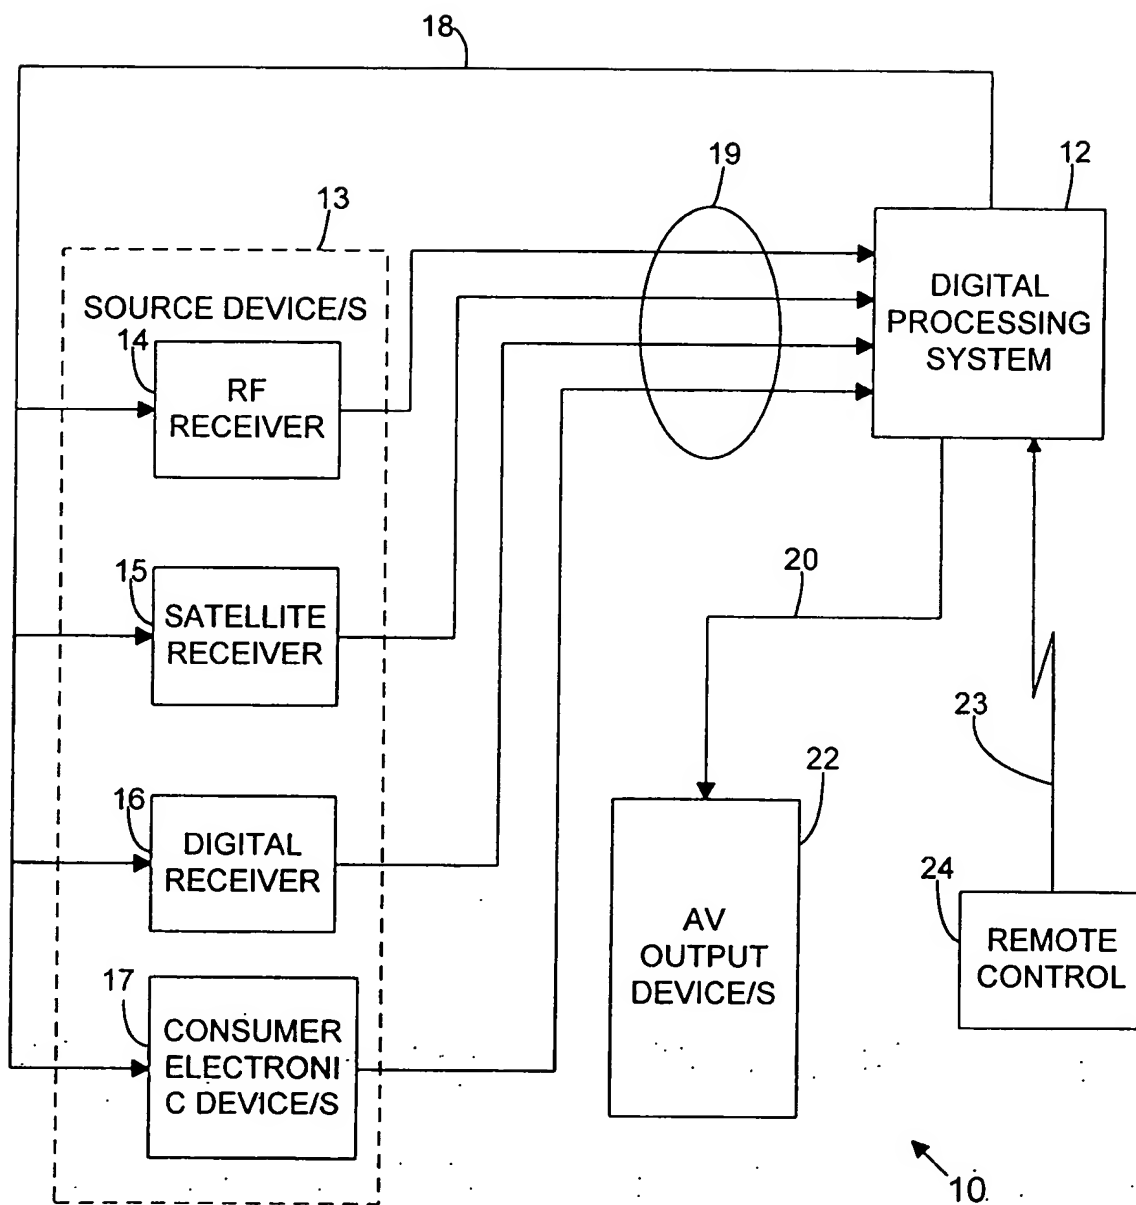 18
19
12
13
SOURCE DEVICE/S
14
RF
RECEIVER
DIGITAL
PROCESSING
SYSTEM
15
SATELLITE
RECEIVER
20
23
16
DIGITAL
RECEIVER
22
AV
OUTPUT
DEVICE/S
24
REMOTE
CONTROL
17
CONSUMER
ELECTRONI
C DEVICE/S
10